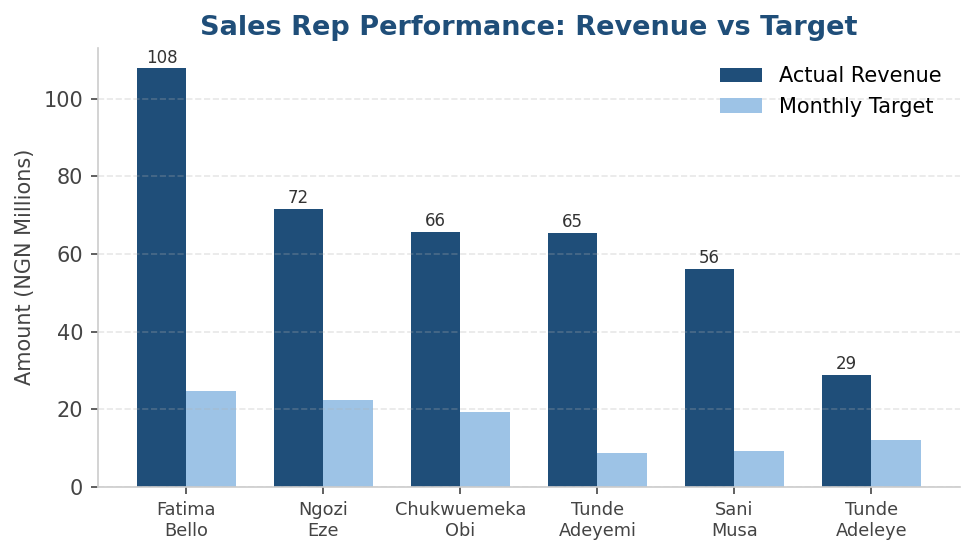 Sales Rep Performance: Revenue vs Target
Actual Revenue
Monthly Target
Amount (NGN Millions)
100
80
60
40
20
0
108
72
66
65
56
29
Fatima
Bello
Ngozi
Eze
Chukwuemeka
Obi
Tunde
Adeyemi
Sani
Musa
Tunde
Adeleye